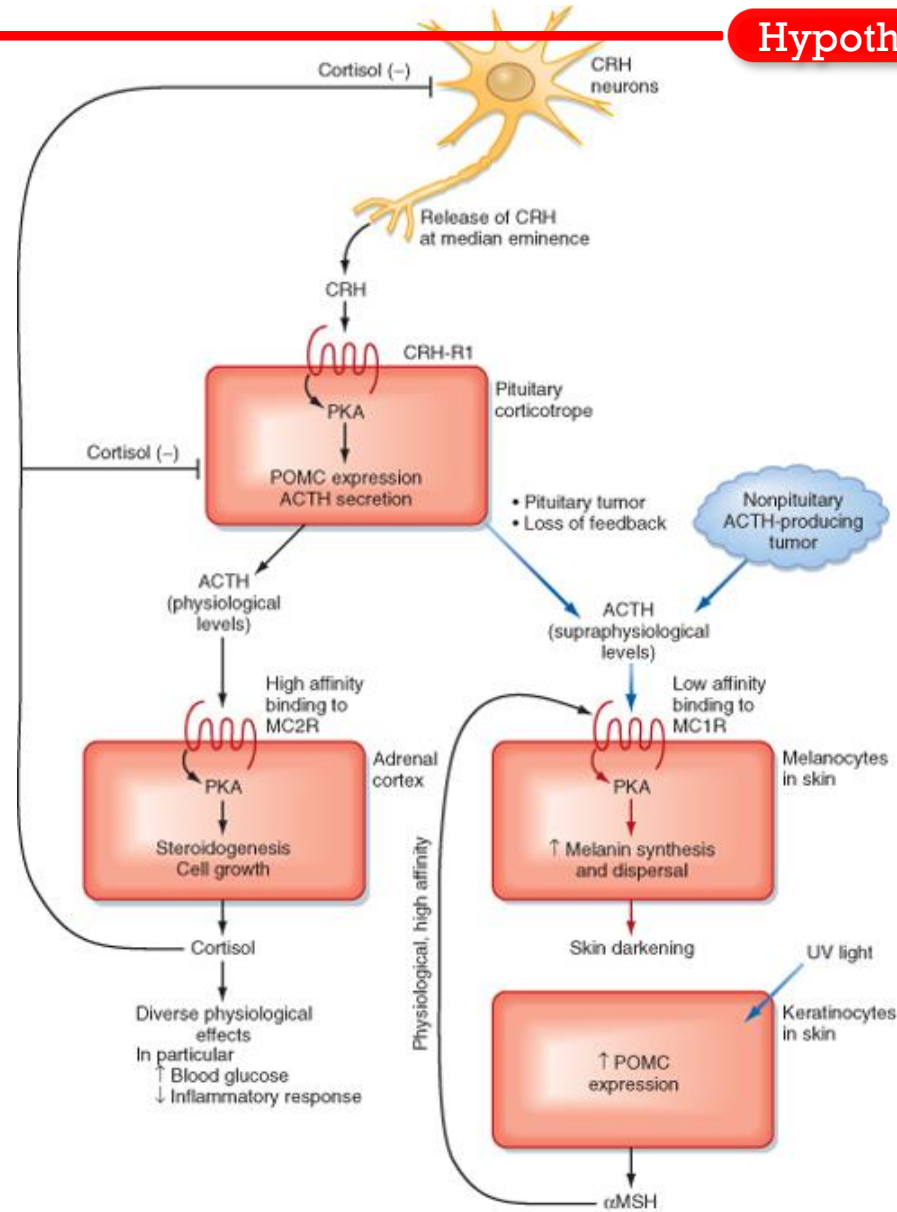 Hypoth
Cortisol (–)
CRH
neurons
Release of CRH
at median eminence
CRH
CRH-R1
Pituitary
corticotrope
PKA
Cortisol (–)
POMC expression
ACTH secretion
• Pituitary tumor
• Loss of feedback
Nonpituitary
ACTH-producing
tumor
ACTH
(physiological
levels)
ACTH
(supraphysiological
levels)
High affinity
binding to
MC2R
Low affinity
binding to
MC1R
Adrenal
cortex
Melanocytes
in skin
PKA
PKA
Steroidogenesis
Cell growth
↑ Melanin synthesis
and dispersal
Physiological, high affinity
Cortisol
Skin darkening
UV light
Diverse physiological
effects
In particular
↑ Blood glucose
↓ Inflammatory response
Keratinocytes
in skin
↑ POMC
expression
αMSH